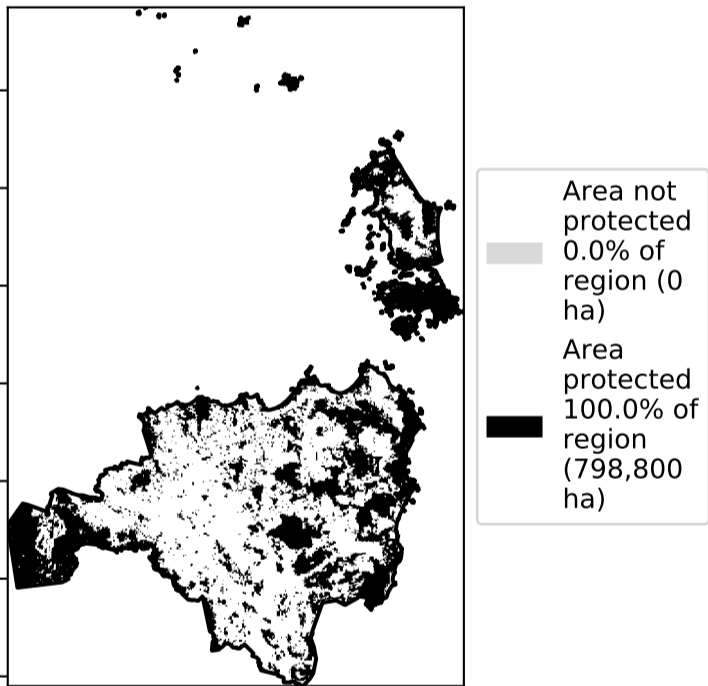 Area not
protected
0.0% of
region (0
ha)
Area
protected
100.0% of
region
(798,800
ha)